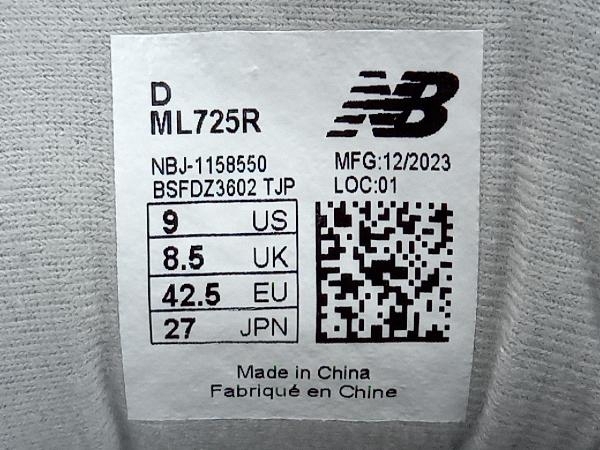 D
ML725R
NB
NBJ-1158550
BSFDZ3602 TJP
MFG:12/2023
LOC:01
9 US
8.5 UK
42.5 EU
27 JPN
Made in China
Fabriqué en Chine